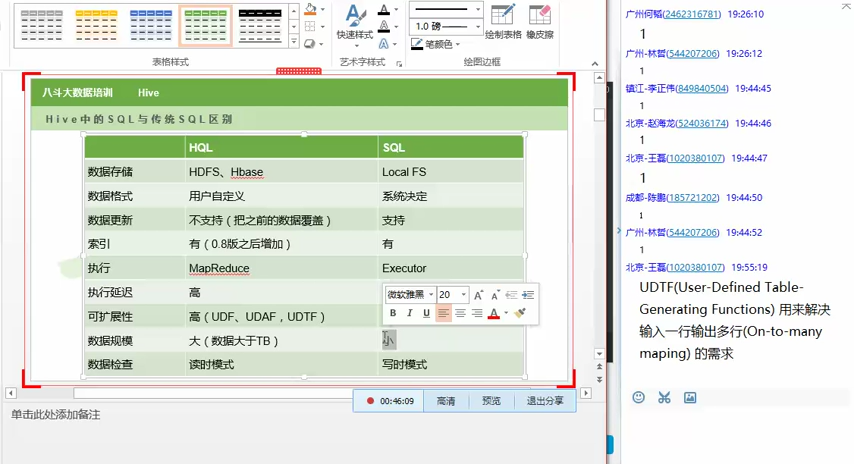 快速样式
1.0 磅
笔颜色
绘制表格
橡皮擦
表格样式
艺术字样式
绘图边框
八斗大数据培训 Hive
Hive中的SQL与传统SQL区别
HQL SQL
数据存储 HDFS、Hbase Local FS
数据格式 用户自定义 系统决定
数据更新 不支持（把之前的数据覆盖） 支持
索引 有（0.8版之后增加） 有
执行 MapReduce Executor
执行延迟 高
可扩展性 高（UDF、UDAF，UDTF）
数据规模 大（数据大于TB） 小
数据检查 读时模式 写时模式
微软雅黑 20
B I U A
00:46:09 高清 预览 退出分享
单击此处添加备注
广州何韬(2462316781) 19:26:10
1
广州-林哲(544207206) 19:26:12
1
镇江-李正伟(849840504) 19:44:45
1
北京-赵海龙(524036174) 19:44:46
1
北京-王磊(1020380107) 19:44:47
1
成都-陈鹏(185721202) 19:44:50
1
广州-林哲(544207206) 19:44:52
1
北京-王磊(1020380107) 19:55:19
UDTF(User-Defined Table-
Generating Functions) 用来解决
输入一行输出多行(On-to-many
maping) 的需求